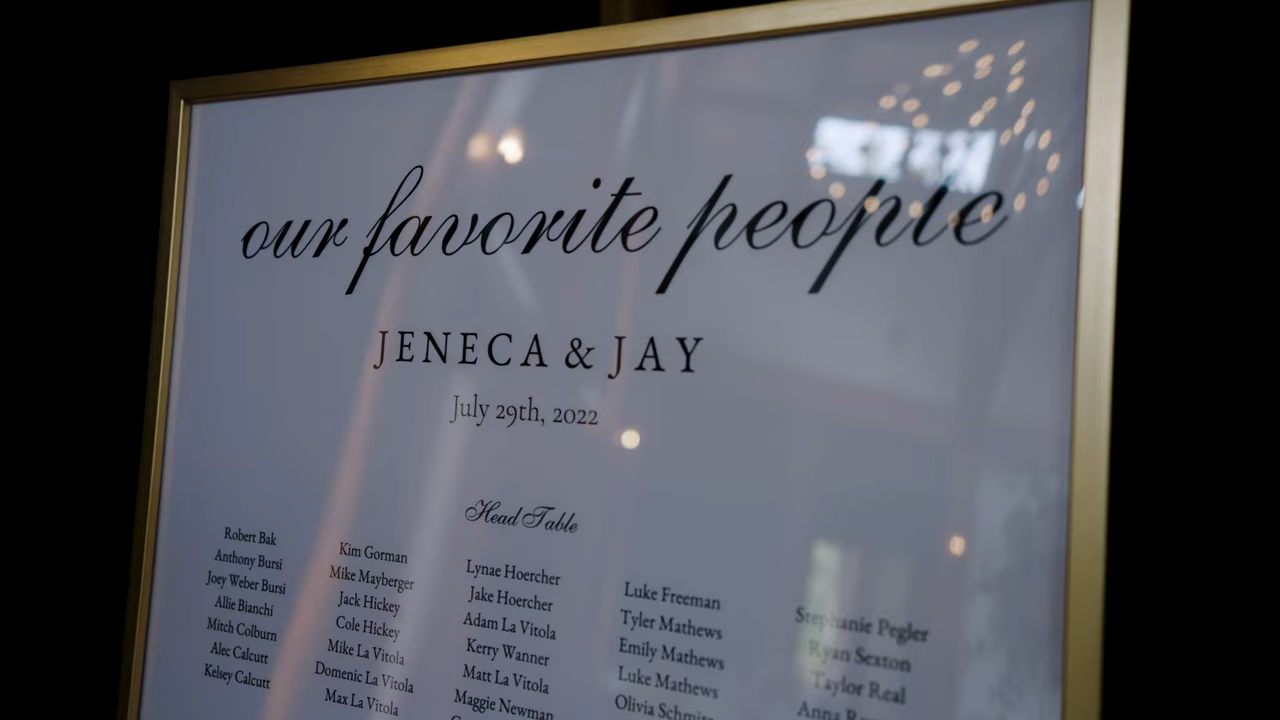 our favorite people
JENECA & JAY
July 29th, 2022
Head Table
Robert Bak
Anthony Bursi
Joey Weber Bursi
Allie Bianchi
Mitch Colburn
Alec Calcutt
Kelsey Calcutt
Kim Gorman
Mike Mayberger
Jack Hickey
Cole Hickey
Mike La Vitola
Domenic La Vitola
Max La Vitola
Lynae Hoercher
Jake Hoercher
Adam La Vitola
Kerry Wanner
Matt La Vitola
Maggie Newman
Luke Freeman
Tyler Mathews
Emily Mathews
Luke Mathews
Olivia
Stephanie Pegler
Ryan Sexton
Taylor Real
Anna